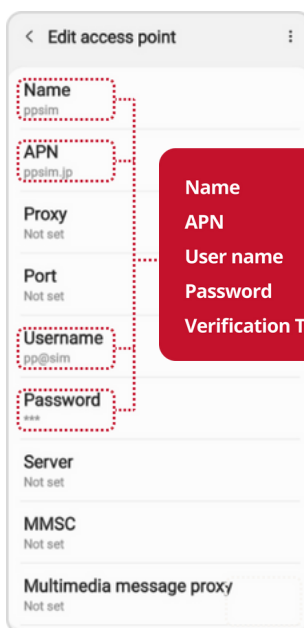 < Edit access point
Name
ppsim
APN
ppsim.jp
Proxy
Not set
Port
Not set
Username
pp@sim
Password
***
Server
Not set
MMSC
Not set
Multimedia message proxy
Not set
Name
APN
User name
Password
Verification T